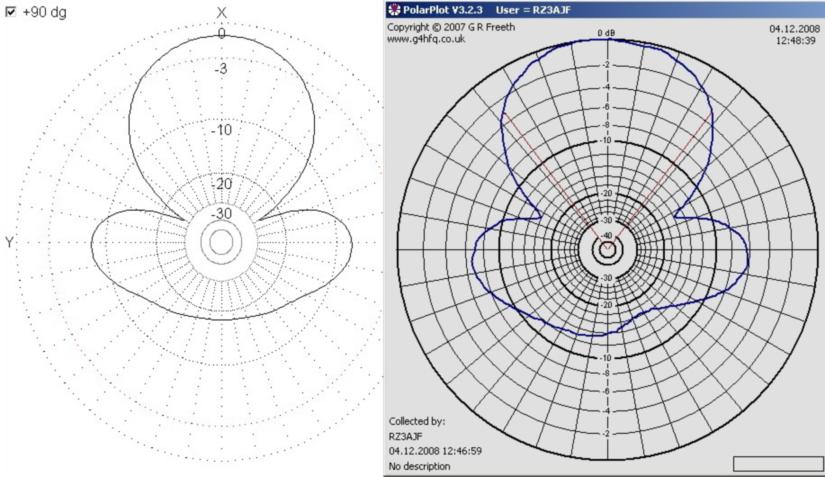 +90 dg
X
0
-3
-10
-20
-30
Y
PolarPlot V3.2.3 User = RZ3AJF
Copyright © 2007 G R Freeth
www.g4hfq.co.uk
04.12.2008
12:48:39
0 dB
-2
-4
-6
-8
-10
-20
-30
-40
-30
-20
-10
-8
-6
-4
-2
Collected by:
RZ3AJF
04.12.2008 12:46:59
No description